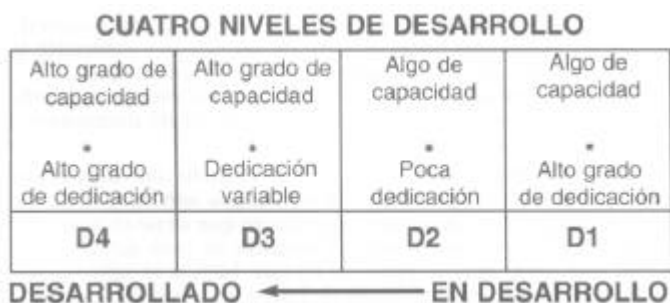 CUATRO NIVELES DE DESARROLLO
Alto grado de
capacidad
•
Alto grado
de dedicación
D4
Alto grado de
capacidad
•
Dedicación
variable
D3
Algo de
capacidad
•
Poca
dedicación
D2
Algo de
capacidad
•
Alto grado
de dedicación
D1
DESARROLLADO EN DESARROLLO